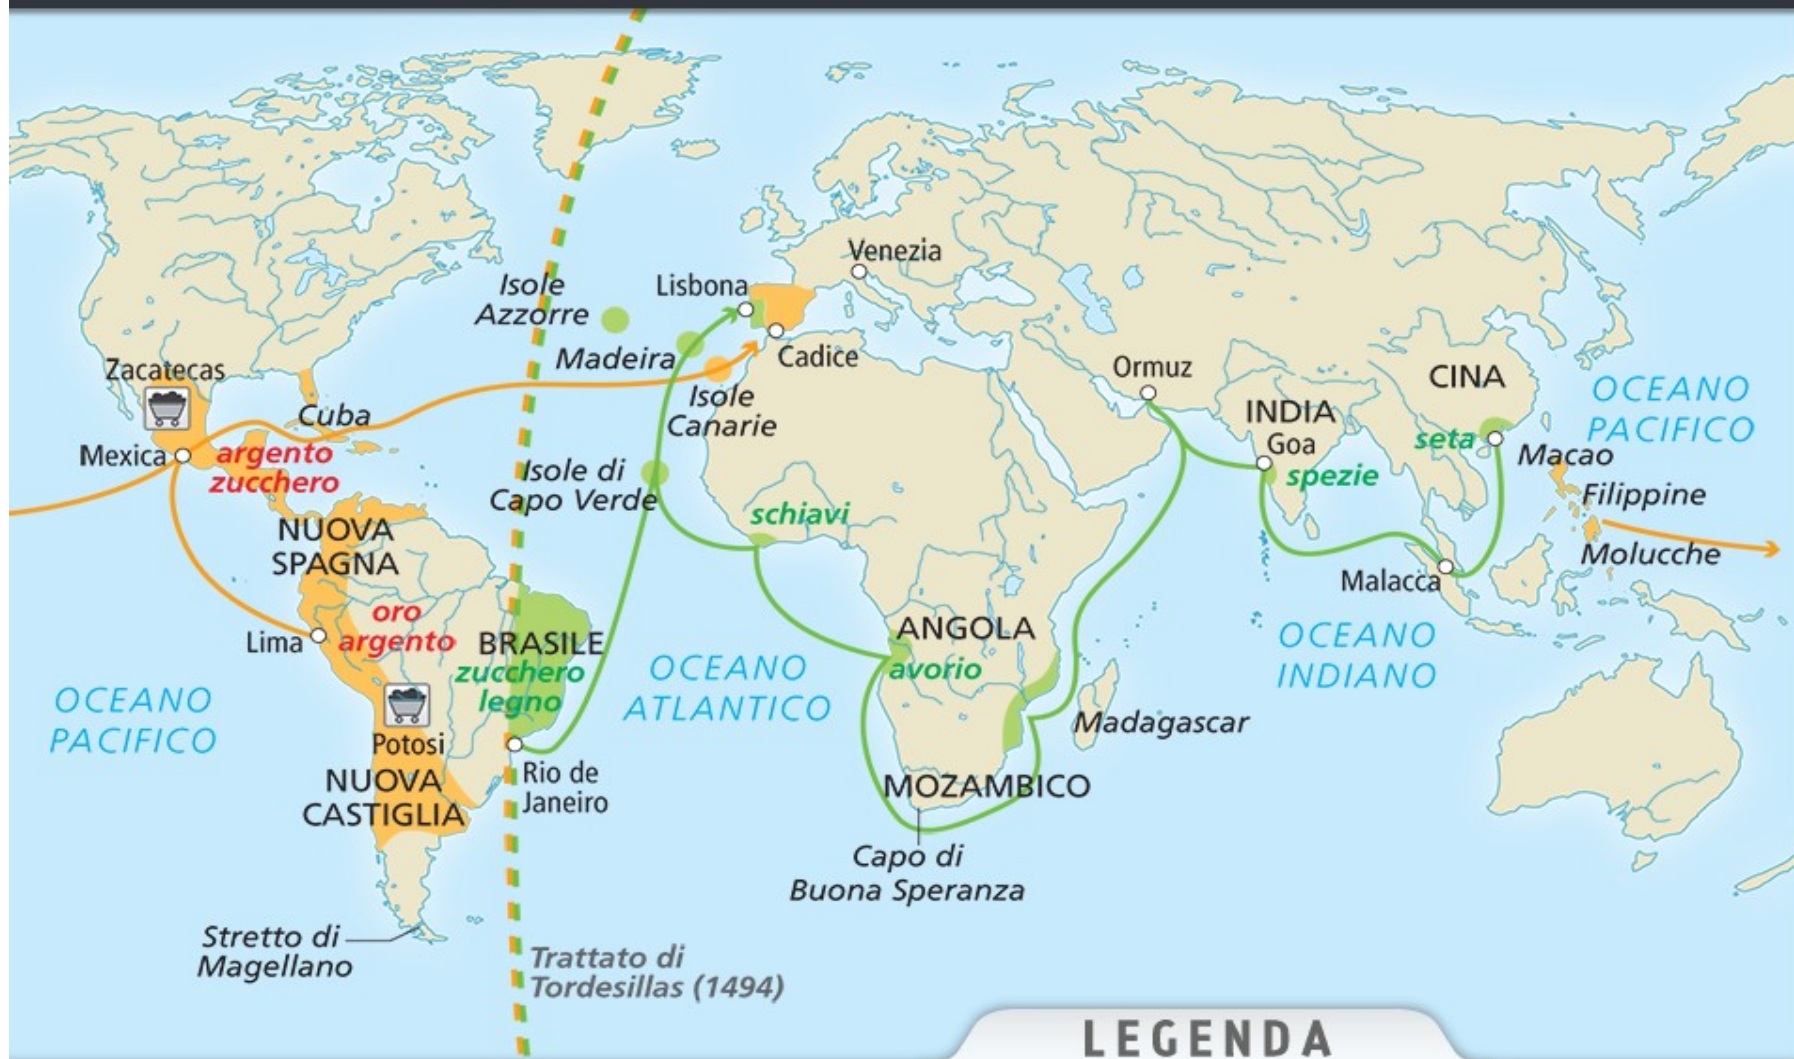 Venezia
Isole
Azzorre
Lisbona
Madeira
Cadice
Zacatecas
Ormuz
CINA
OCEANO
PACIFICO
Isole
Canarie
Cuba
INDIA
Goa
seta
Macao
Mexica
argento
zucchero
Isole di
Capo Verde
spezie
Filippine
schiavi
NUOVA
SPAGNA
Molucche
Malacca
oro
argento
Lima
BRASILE
zucchero
legno
ANGOLA
avorio
OCEANO
INDIANO
OCEANO
ATLANTICO
OCEANO
PACIFICO
Madagascar
Potosi
NUOVA
CASTIGLIA
Rio de
Janeiro
MOZAMBICO
Capo di
Buona Speranza
Stretto di
Magellano
Trattato di
Tordesillas (1494)
LEGENDA